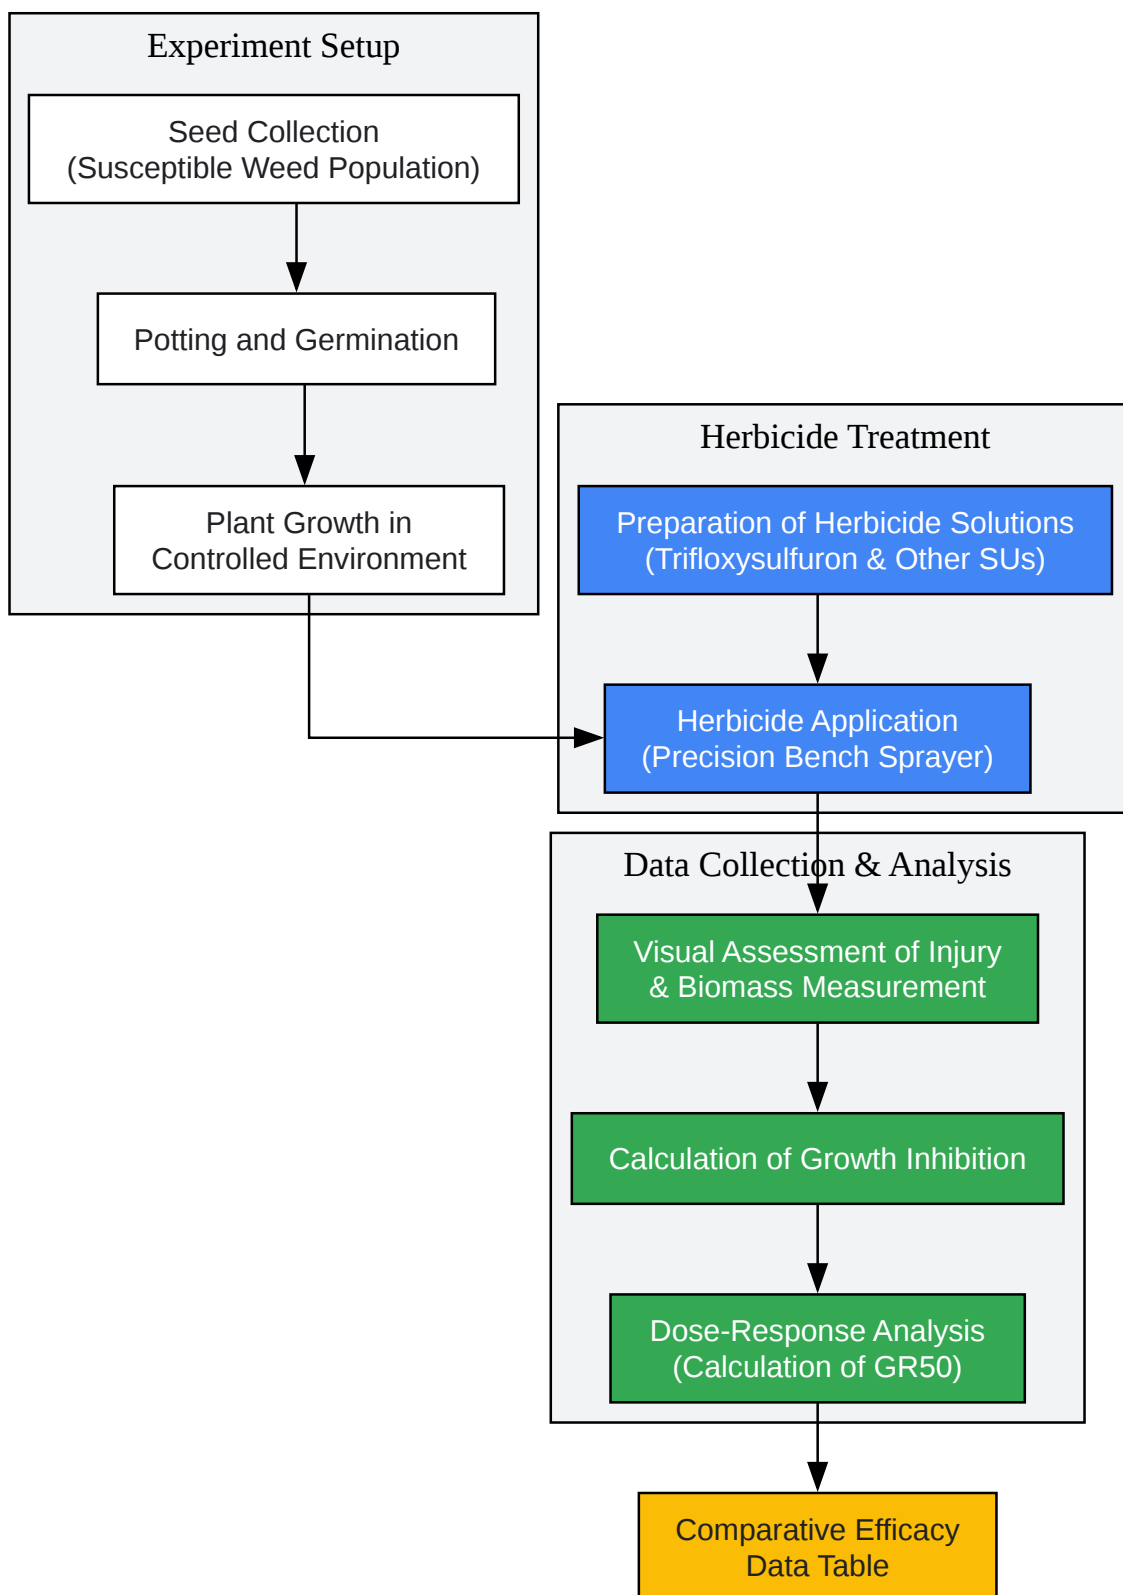 Experiment Setup
Seed Collection
(Susceptible Weed Population)
Potting and Germination
Plant Growth in
Controlled Environment
Herbicide Treatment
Preparation of Herbicide Solutions
(Trifloxysulfuron & Other SUs)
Herbicide Application
(Precision Bench Sprayer)
Data Collection & Analysis
Visual Assessment of Injury
& Biomass Measurement
Calculation of Growth Inhibition
Dose-Response Analysis
(Calculation of GR50)
Comparative Efficacy
Data Table